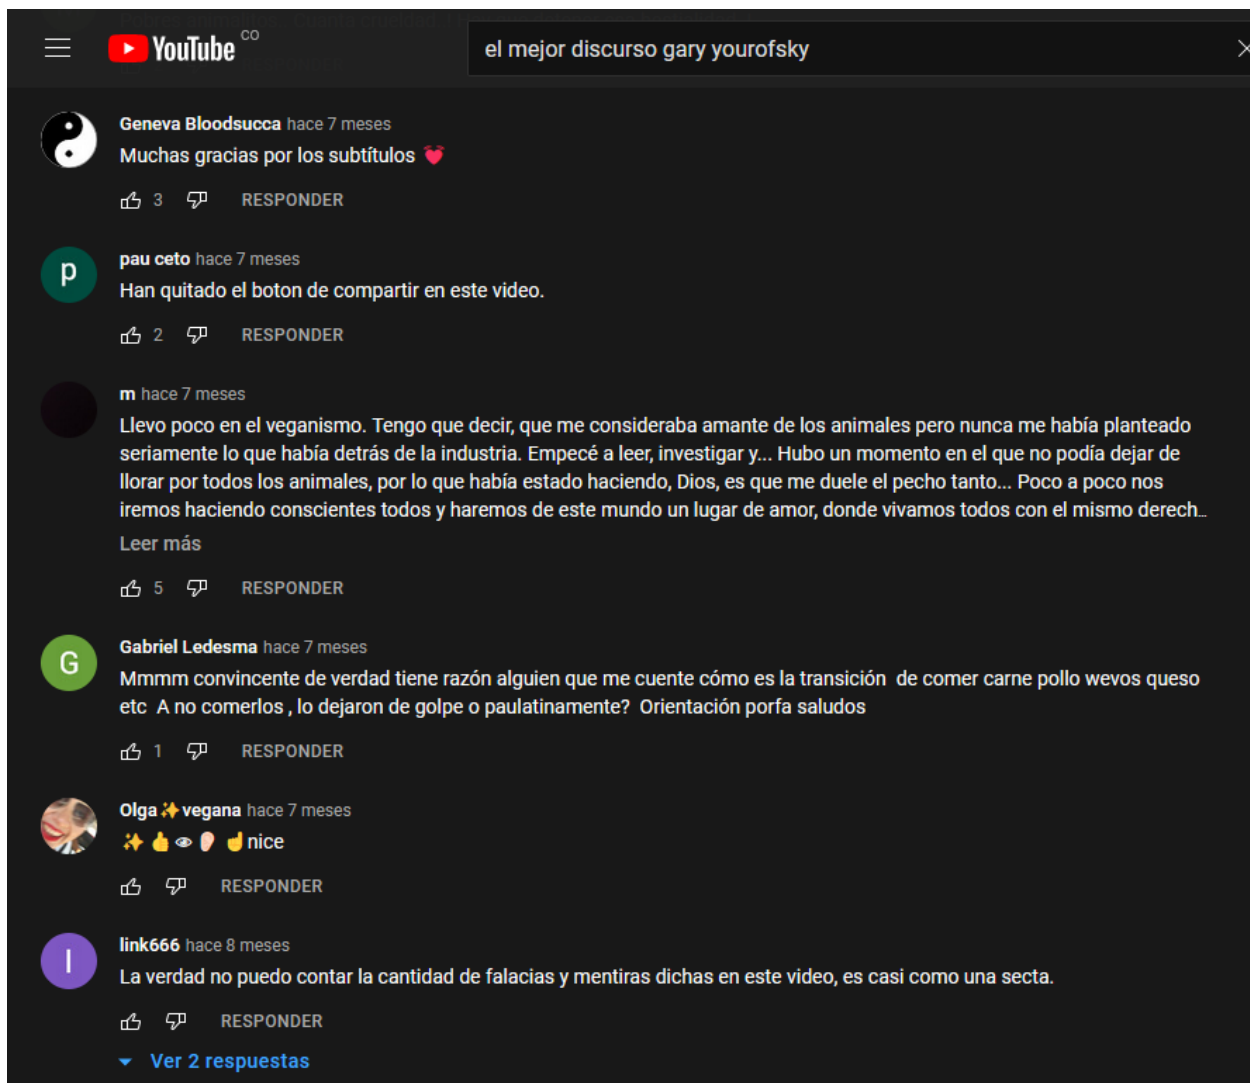 YouTube CO
el mejor discurso gary yourofsky
Geneva Bloodsucca hace 7 meses
Muchas gracias por los subtítulos 💓
3 RESPONDER
p
pau ceto hace 7 meses
Han quitado el boton de compartir en este video.
2 RESPONDER
m hace 7 meses
Llevo poco en el veganismo. Tengo que decir, que me consideraba amante de los animales pero nunca me había planteado
seriamente lo que había detrás de la industria. Empecé a leer, investigar y... Hubo un momento en el que no podía dejar de
llorar por todos los animales, por lo que había estado haciendo, Dios, es que me duele el pecho tanto... Poco a poco nos
iremos haciendo conscientes todos y haremos de este mundo un lugar de amor, donde vivamos todos con el mismo derech...
Leer más
5 RESPONDER
G
Gabriel Ledesma hace 7 meses
Mmmm convincente de verdad tiene razón alguien que me cuente cómo es la transición de comer carne pollo wevos queso
etc A no comerlos , lo dejaron de golpe o paulatinamente? Orientación porfa saludos
1 RESPONDER
Olga✨vegana hace 7 meses
✨👍👁️👂☝️nice
RESPONDER
l
link666 hace 8 meses
La verdad no puedo contar la cantidad de falacias y mentiras dichas en este video, es casi como una secta.
RESPONDER
Ver 2 respuestas